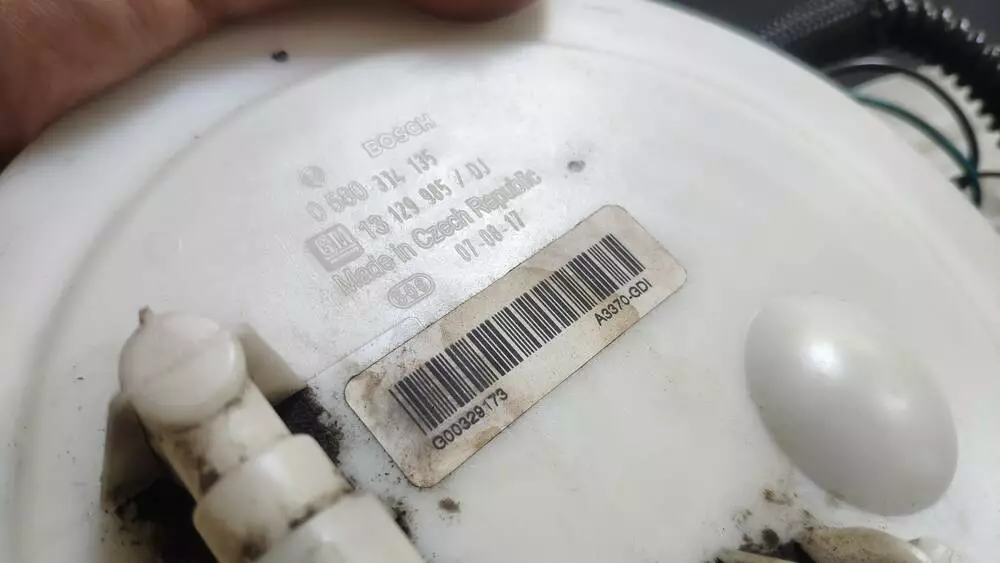 BOSCH
0 580 314 135
GM 13 129 985 / DJ
Made in Czech Republic
07-08-17
A3370-GDI
G00329173